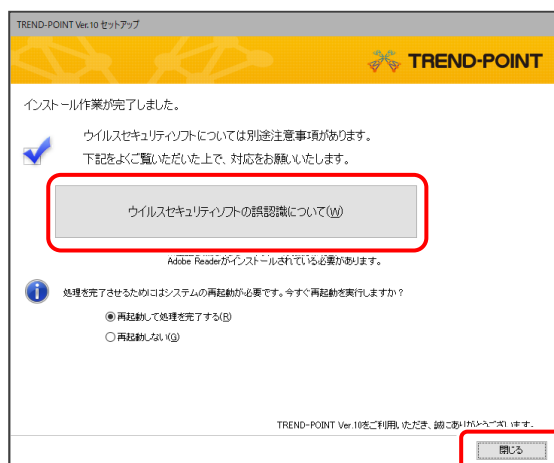 TREND-POINT Ver.10 セットアップ
TREND-POINT
インストール作業が完了しました。
ウイルスセキュリティソフトについては別途注意事項があります。
下記をよくご覧いただいた上で、対応をお願いいたします。
ウイルスセキュリティソフトの誤認識について(W)
Adobe Readerがインストールされている必要があります。
処理を完了させるためにはシステムの再起動が必要です。今すぐ再起動を実行しますか?
再起動して処理を完了する(R)
再起動しない(G)
TREND-POINT Ver.10をご利用いただき、誠にありがとうございます。
閉じる